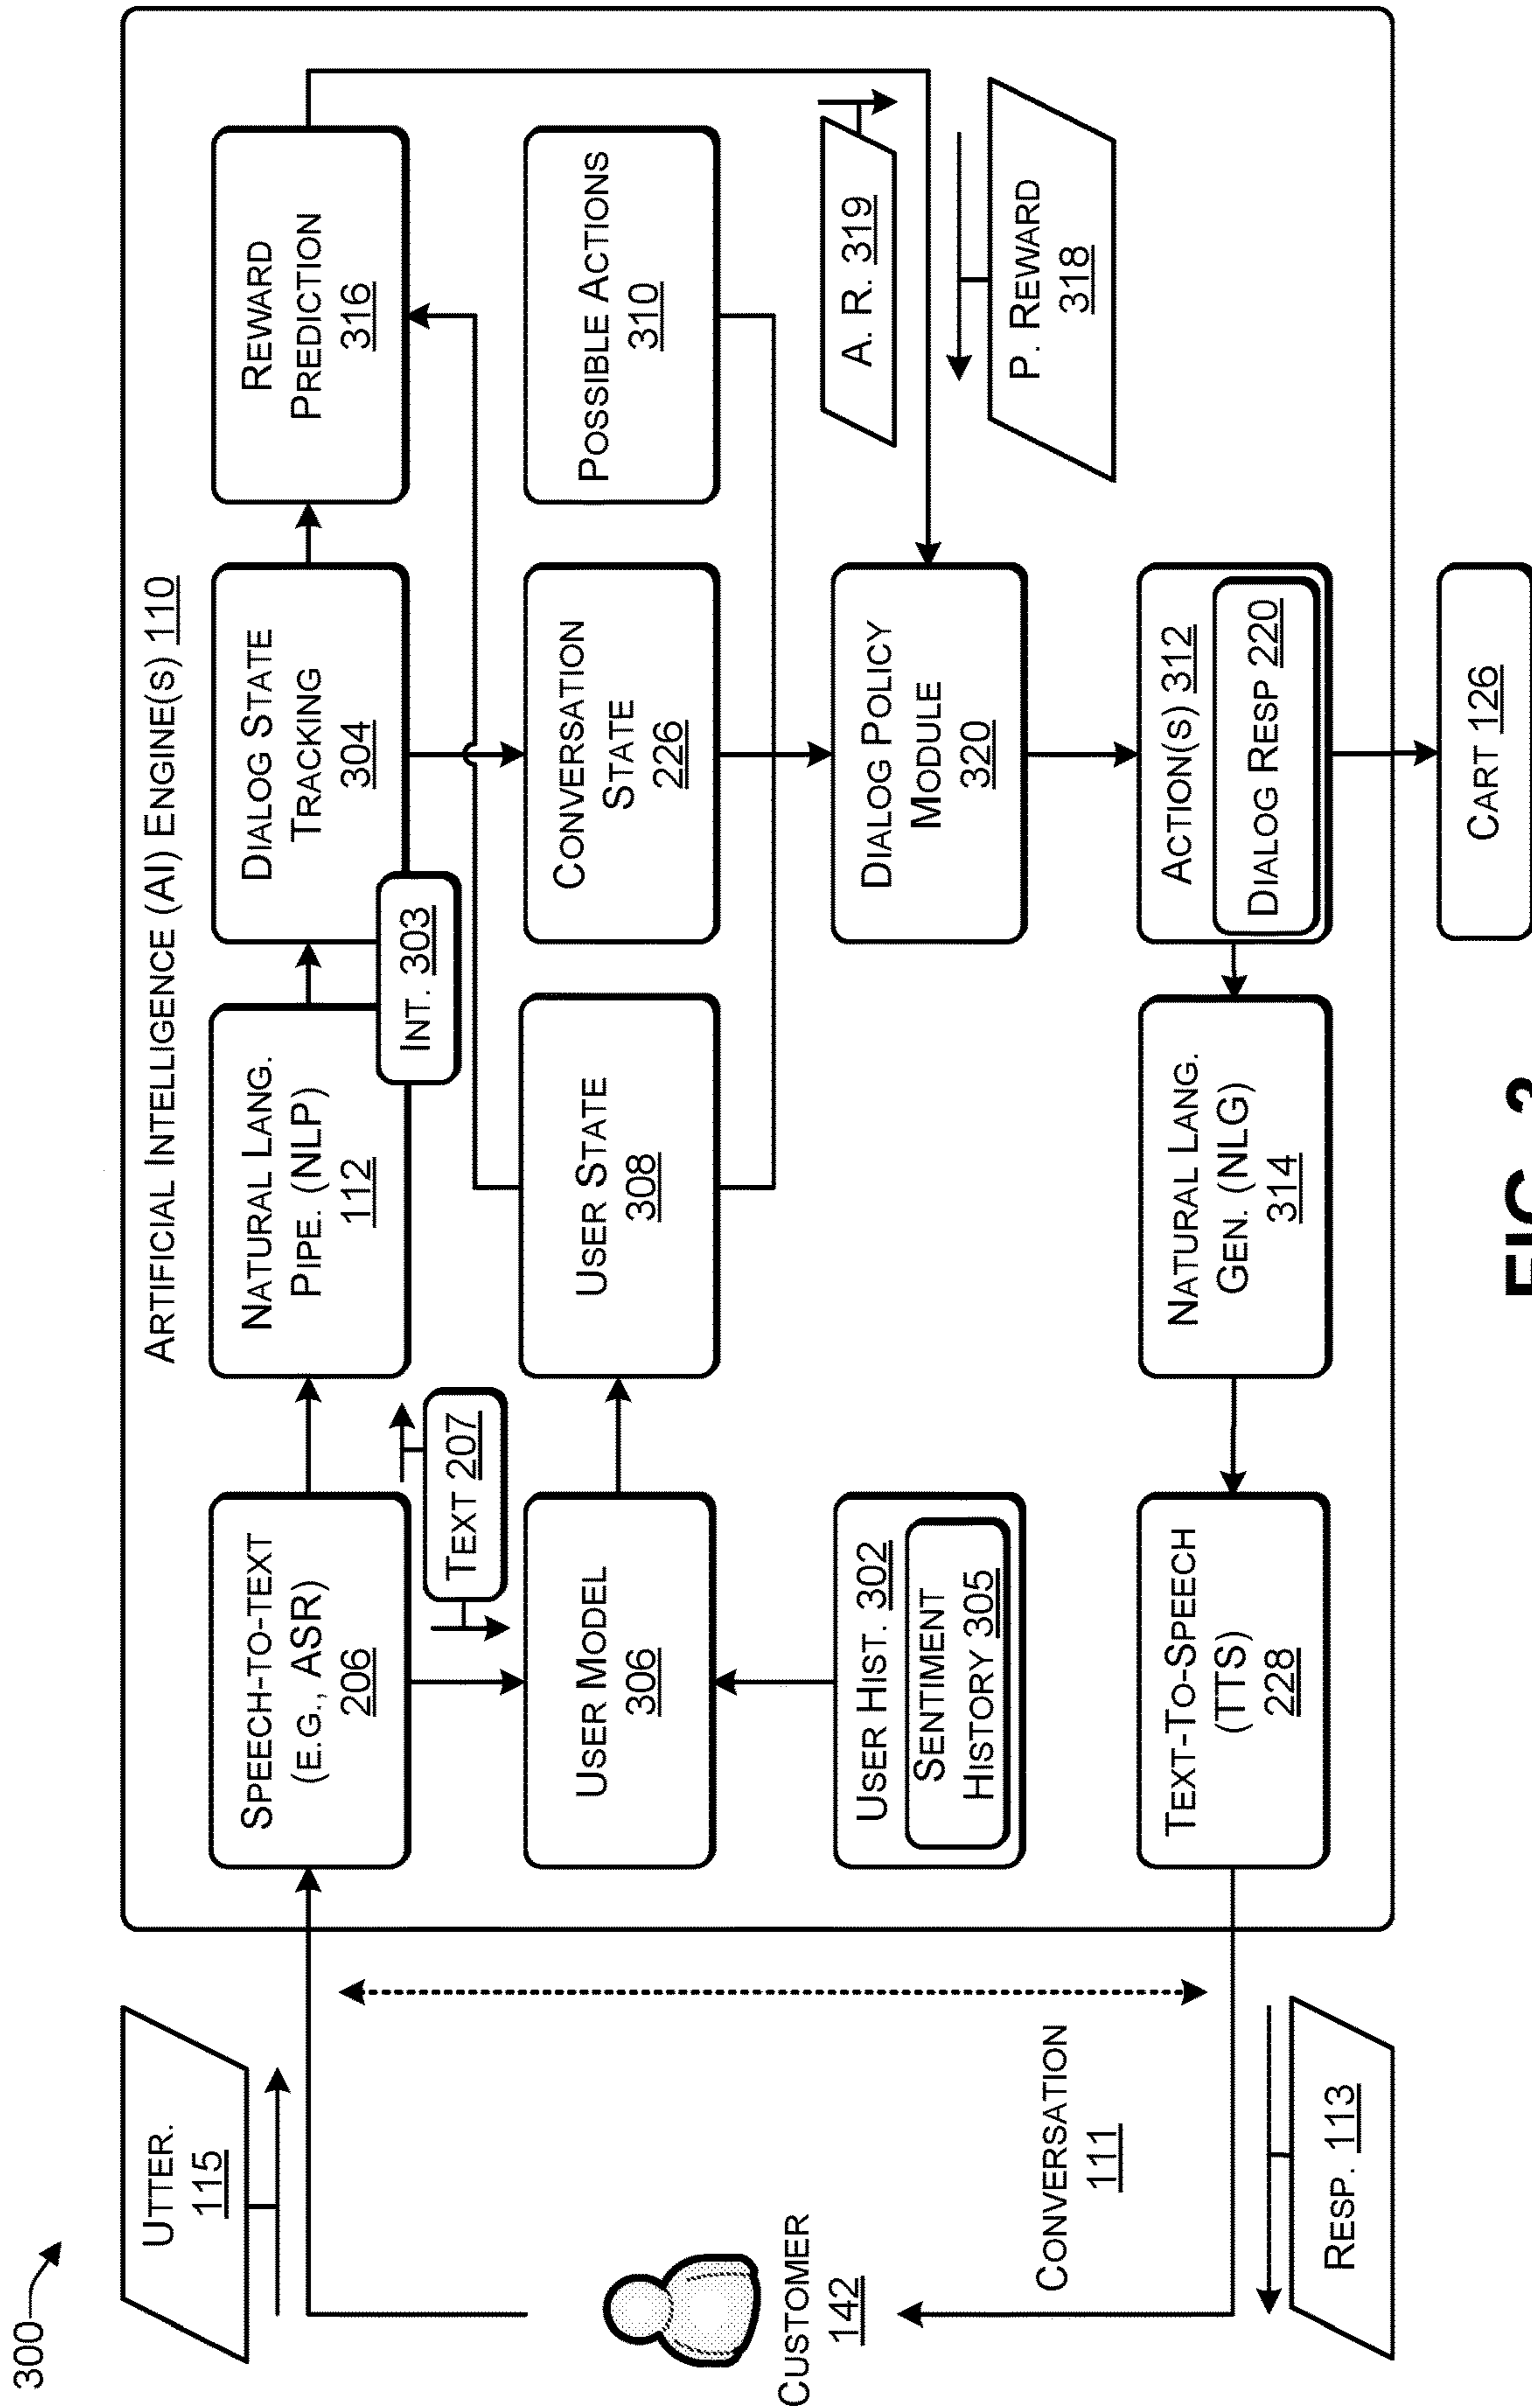 300
UTTER.
115
CUSTOMER
142
CONVERSATION
111
RESP. 113
ARTIFICIAL INTELLIGENCE (AI) ENGINE(S) 110
SPEECH-TO-TEXT
(E.G., ASR)
206
NATURAL LANG.
PIPE. (NLP)
112
DIALOG STATE
TRACKING
304
REWARD
PREDICTION
316
TEXT 207
INT. 303
USER MODEL
306
USER STATE
308
CONVERSATION
STATE
226
POSSIBLE ACTIONS
310
USER HIST. 302
SENTIMENT
HISTORY 305
DIALOG POLICY
MODULE
320
A. R. 319
P. REWARD
318
TEXT-TO-SPEECH
(TTS)
228
NATURAL LANG.
GEN. (NLG)
314
ACTION(S) 312
DIALOG RESP 220
CART 126